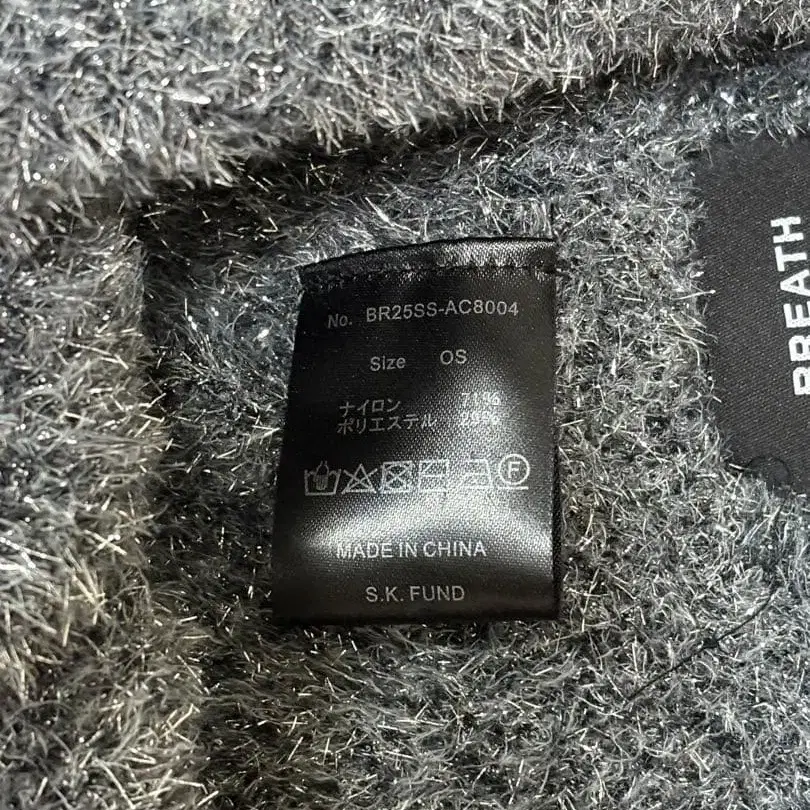 No. BR25SS-AC8004
Size OS
ナイロン 71%
ポリエステル 29%
F
MADE IN CHINA
S.K. FUND
BREATH